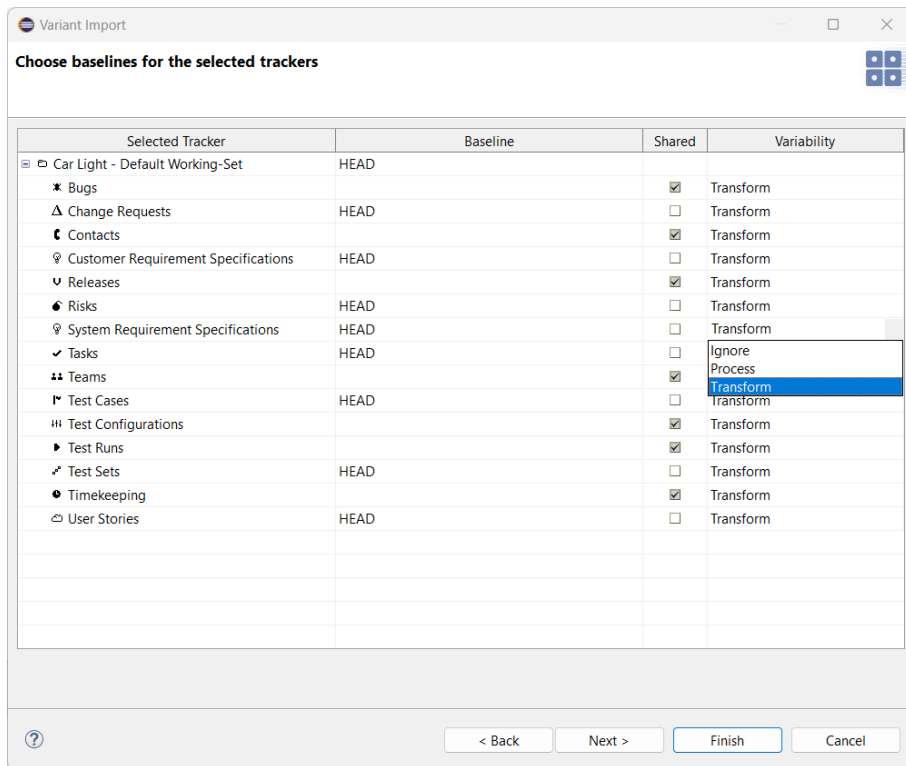 Variant Import
Choose baselines for the selected trackers
Selected Tracker Baseline Shared Variability
Car Light - Default Working-Set HEAD
Bugs Transform
Change Requests HEAD Transform
Contacts Transform
Customer Requirement Specifications HEAD Transform
Releases Transform
Risks HEAD Transform
System Requirement Specifications HEAD Transform
Tasks HEAD Ignore
Process
Teams Transform
Test Cases HEAD Transform
Test Configurations Transform
Test Runs Transform
Test Sets HEAD Transform
Timekeeping Transform
User Stories HEAD Transform
? < Back Next > Finish Cancel